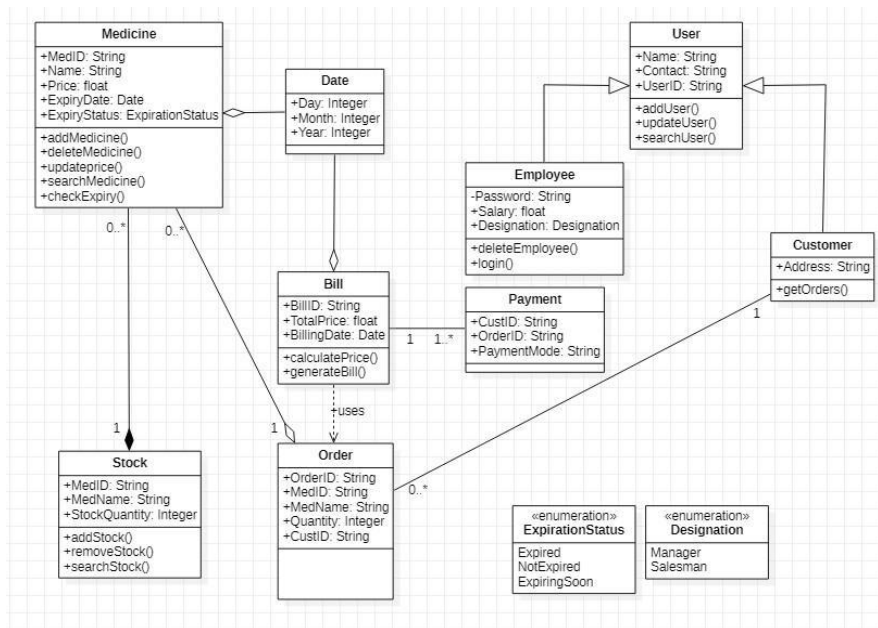 Medicine
+MedID: String
+Name: String
+Price: float
+ExpiryDate: Date
+ExpiryStatus: ExpirationStatus
+addMedicine()
+deleteMedicine()
+updateprice()
+searchMedicine()
+checkExpiry()
Date
+Day: Integer
+Month: Integer
+Year: Integer
User
+Name: String
+Contact: String
+UserID: String
+addUser()
+updateUser()
+searchUser()
Employee
-Password: String
+Salary: float
+Designation: Designation
+deleteEmployee()
+login()
Customer
+Address: String
+getOrders()
0..*
0..*
Bill
+BillID: String
+TotalPrice: float
+BillingDate: Date
+calculatePrice()
+generateBill()
Payment
+CustID: String
+OrderID: String
+PaymentMode: String
1
1..*
1
+uses
1
1
Stock
+MedID: String
+MedName: String
+StockQuantity: Integer
+addStock()
+removeStock()
+searchStock()
Order
+OrderID: String
+MedID: String
+MedName: String
+Quantity: Integer
+CustID: String
0..*
«enumeration»
ExpirationStatus
Expired
NotExpired
ExpiringSoon
«enumeration»
Designation
Manager
Salesman